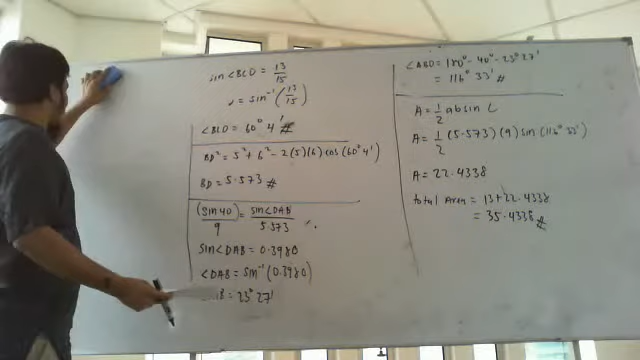 sin∠BCD = 13/15
= sin⁻¹(13/15)
∠BCD = 60° 4' #
BD² = 5² + 6² - 2(5)(6) cos(60° 4')
BD = 5.573 #
(sin 40)/9 = sin∠DAB/5.573
sin∠DAB = 0.3980
∠DAB = sin⁻¹(0.3980)
= 23° 27'
∠ABD = 180° - 40° - 23° 27'
= 116° 33' #
A = 1/2 ab sin C
A = 1/2 (5.573)(9) sin(116° 33')
A = 22.4338
total Area = 13 + 22.4338
= 35.4338 #